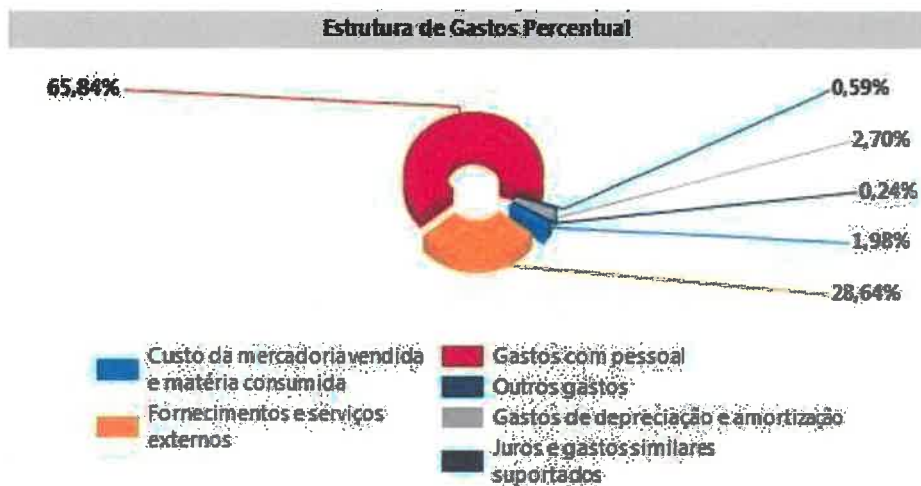 Estrutura de Gastos Percentual
65,84%
0,59%
2,70%
0,24%
1,98%
28,64%
Custo da mercadoria vendida
e matéria consumida
Fornecimentos e serviços
externos
Gastos com pessoal
Outros gastos
Gastos de depreciação e amortização
Juros e gastos similares
suportados